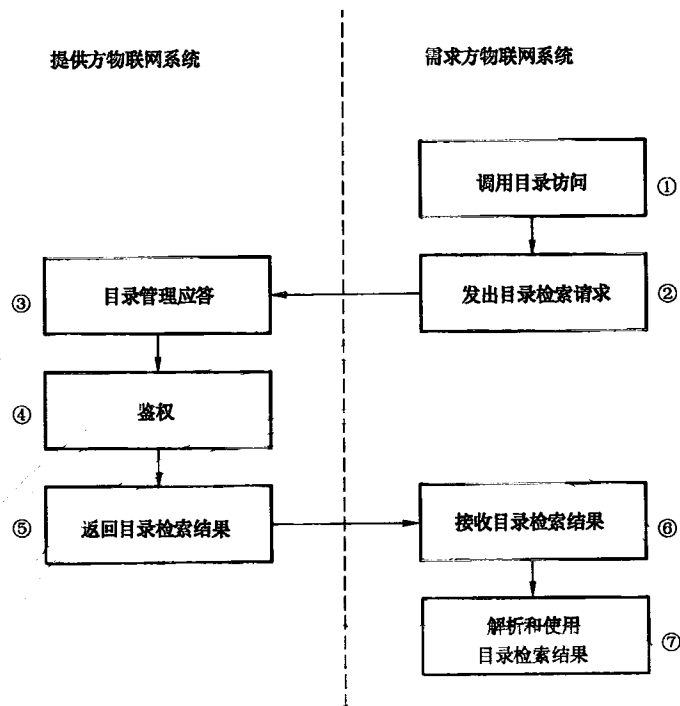 提供方物联网系统
需求方物联网系统
调用目录访问
①
发出目录检索请求
②
③
目录管理应答
④
鉴权
⑤
返回目录检索结果
接收目录检索结果
⑥
解析和使用
目录检索结果
⑦